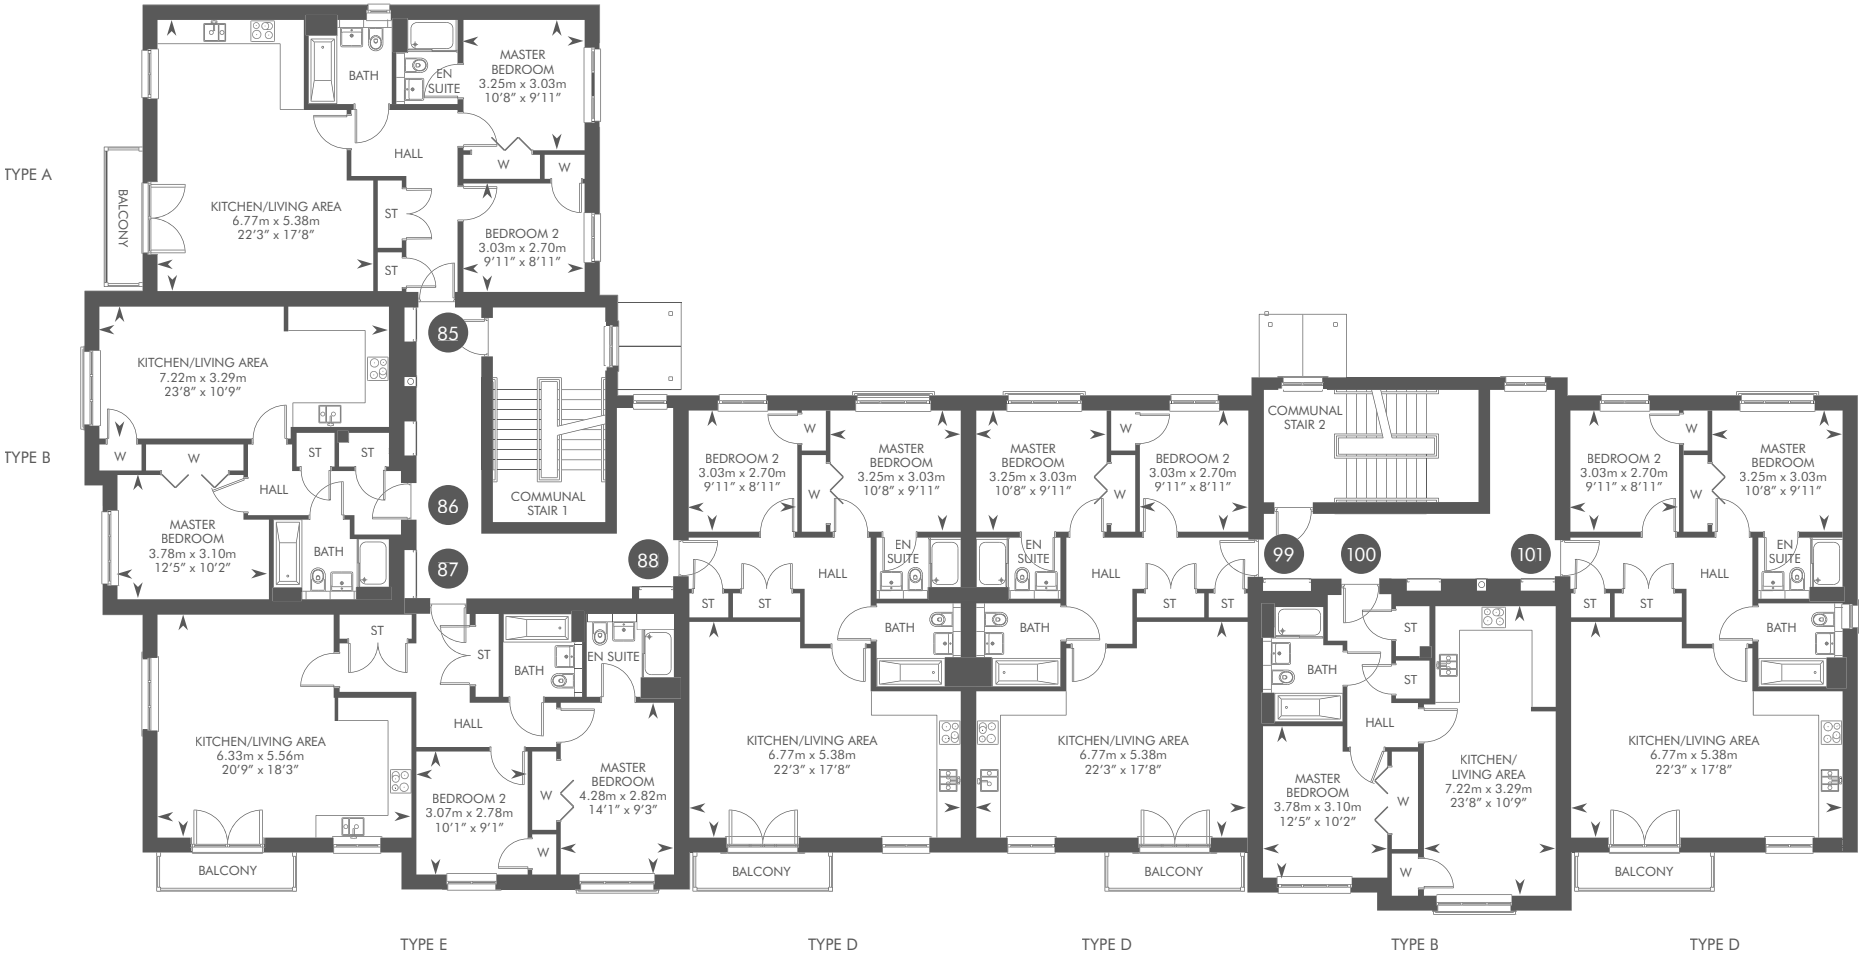 TYPE A
BALCONY
KITCHEN/LIVING AREA
6.77m x 5.38m
22’3” x 17’8”
BATH
EN
SUITE
MASTER
BEDROOM
3.25m x 3.03m
10’8” x 9’11”
HALL
W
W
ST
ST
BEDROOM 2
3.03m x 2.70m
9’11” x 8’11”
85
TYPE B
KITCHEN/LIVING AREA
7.22m x 3.29m
23’8” x 10’9”
W
W
ST
ST
HALL
MASTER
BEDROOM
3.78m x 3.10m
12’5” x 10’2”
BATH
86
87
COMMUNAL
STAIR 1
88
ST
ST
BATH
EN SUITE
HALL
KITCHEN/LIVING AREA
6.33m x 5.56m
20’9” x 18’3”
BALCONY
BEDROOM 2
3.07m x 2.78m
10’1” x 9’1”
W
W
MASTER
BEDROOM
4.28m x 2.82m
14’1” x 9’3”
TYPE E
BEDROOM 2
3.03m x 2.70m
9’11” x 8’11”
W
W
MASTER
BEDROOM
3.25m x 3.03m
10’8” x 9’11”
EN
SUITE
HALL
ST
ST
BATH
KITCHEN/LIVING AREA
6.77m x 5.38m
22’3” x 17’8”
BALCONY
TYPE D
MASTER
BEDROOM
3.25m x 3.03m
10’8” x 9’11”
W
W
BEDROOM 2
3.03m x 2.70m
9’11” x 8’11”
EN
SUITE
HALL
ST
ST
BATH
KITCHEN/LIVING AREA
6.77m x 5.38m
22’3” x 17’8”
BALCONY
TYPE D
COMMUNAL
STAIR 2
99
100
101
ST
ST
BATH
HALL
MASTER
BEDROOM
3.78m x 3.10m
12’5” x 10’2”
W
W
KITCHEN/
LIVING AREA
7.22m x 3.29m
23’8” x 10’9”
TYPE B
BEDROOM 2
3.03m x 2.70m
9’11” x 8’11”
W
W
MASTER
BEDROOM
3.25m x 3.03m
10’8” x 9’11”
EN
SUITE
HALL
ST
ST
BATH
KITCHEN/LIVING AREA
6.77m x 5.38m
22’3” x 17’8”
BALCONY
TYPE D